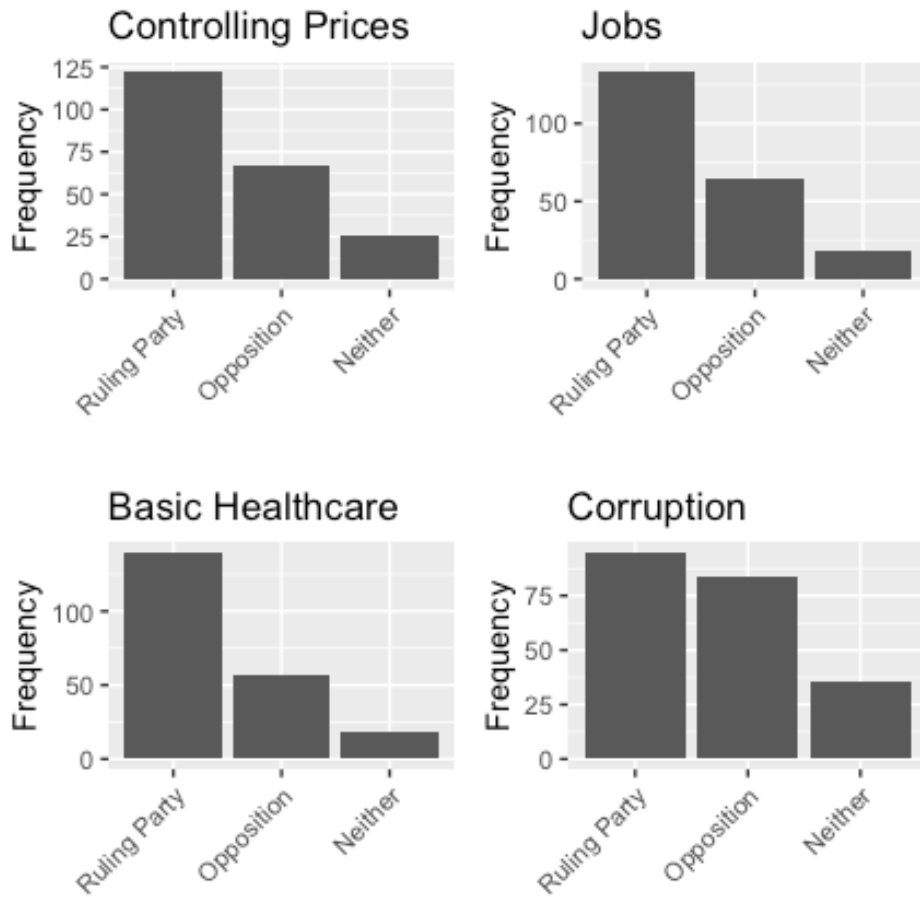 Controlling Prices
Frequency
125
100
75
50
25
0
Ruling Party
Opposition
Neither
Jobs
Frequency
100
50
0
Ruling Party
Opposition
Neither
Basic Healthcare
Frequency
100
50
0
Ruling Party
Opposition
Neither
Corruption
Frequency
75
50
25
0
Ruling Party
Opposition
Neither